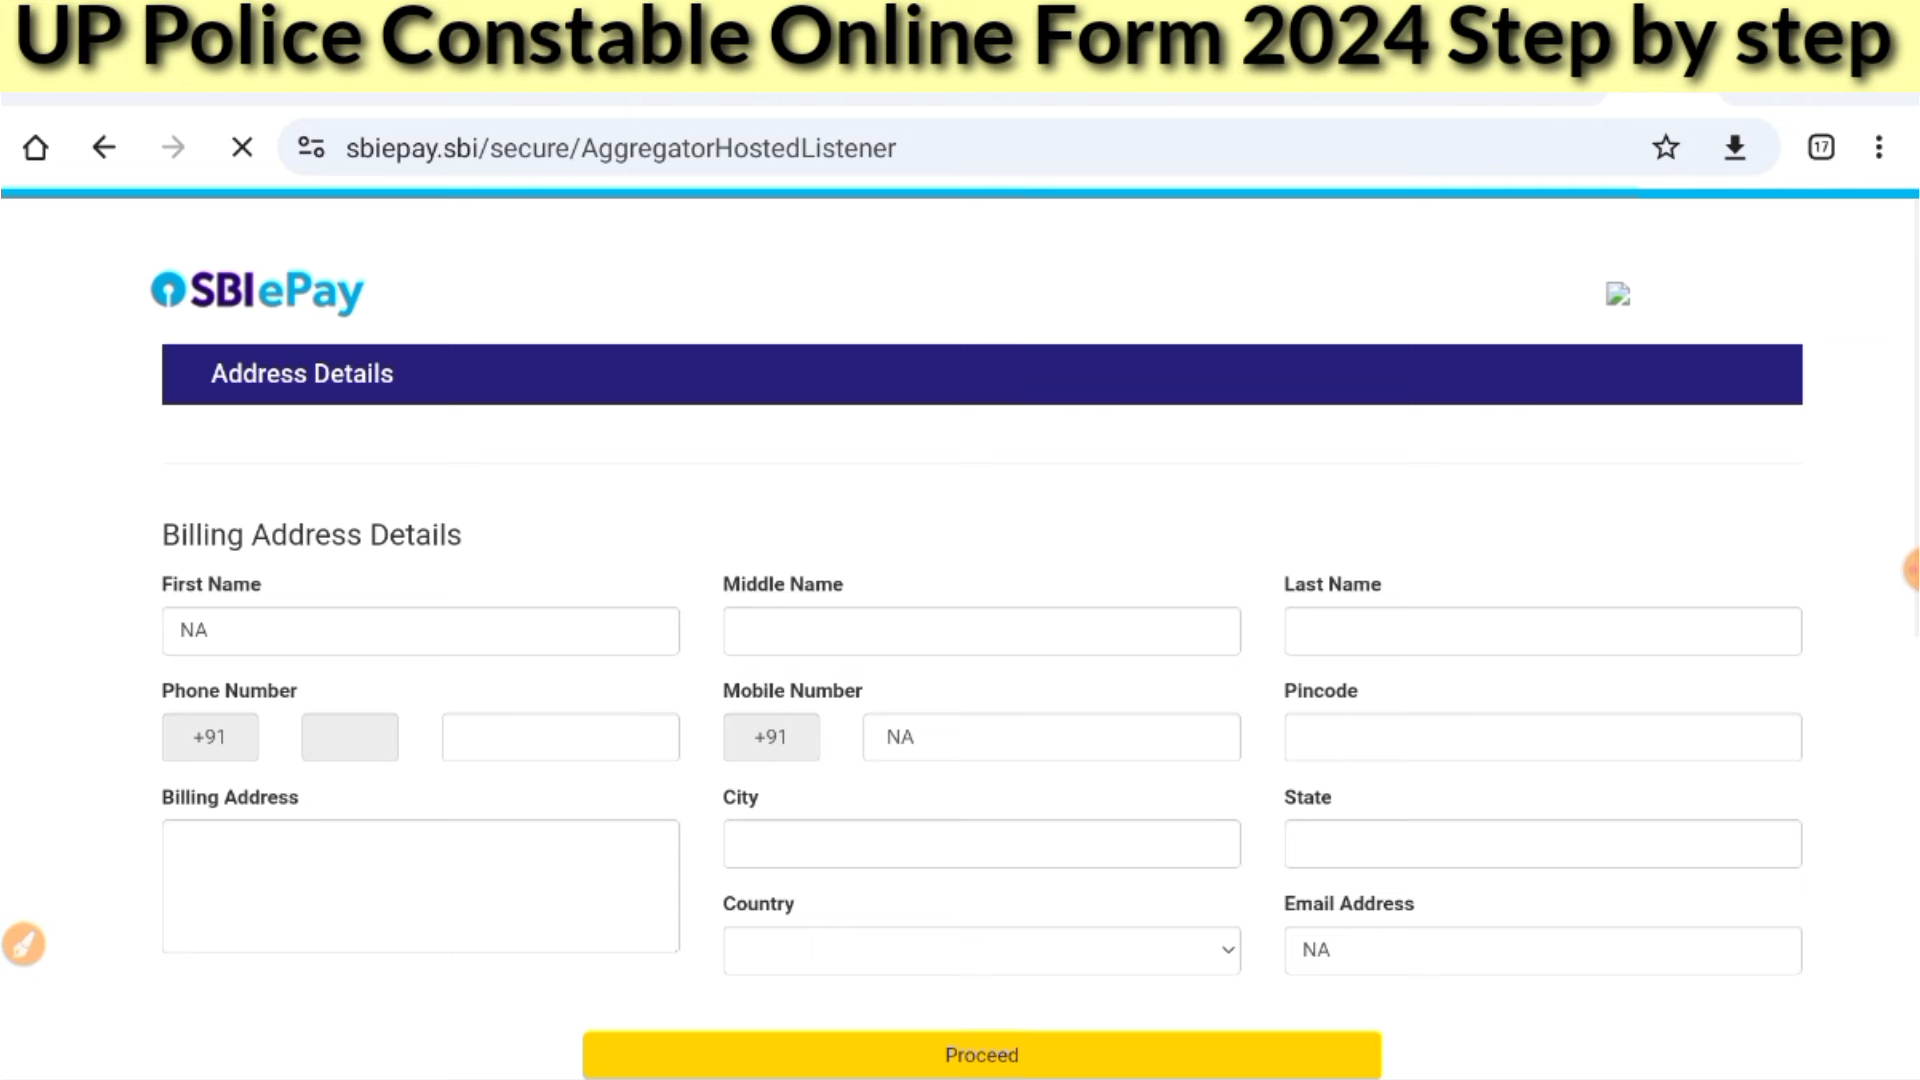 UP Police Constable Online Form 2024 Step by step
sbiepay.sbi/secure/AggregatorHostedListener
17
SBIePay
Address Details
Billing Address Details
First Name
Middle Name
Last Name
NA
Phone Number
Mobile Number
Pincode
+91
+91
NA
Billing Address
City
State
Country
Email Address
NA
Proceed